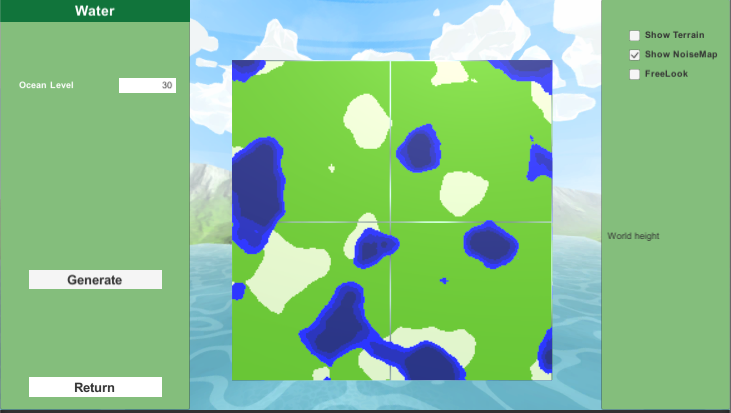 Water
Ocean Level 30
Generate
Return
Show Terrain
Show NoiseMap
FreeLook
World height